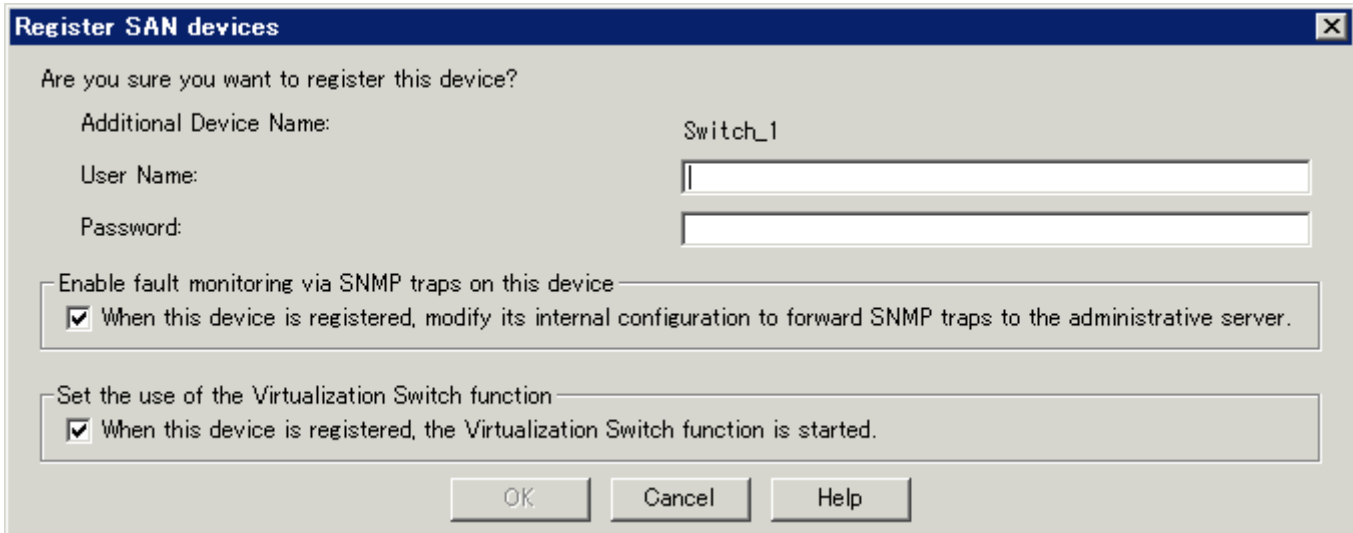 Register SAN devices
Are you sure you want to register this device?
Additional Device Name: Switch_1
User Name:
Password:
Enable fault monitoring via SNMP traps on this device
When this device is registered, modify its internal configuration to forward SNMP traps to the administrative server.
Set the use of the Virtualization Switch function
When this device is registered, the Virtualization Switch function is started.
OK Cancel Help